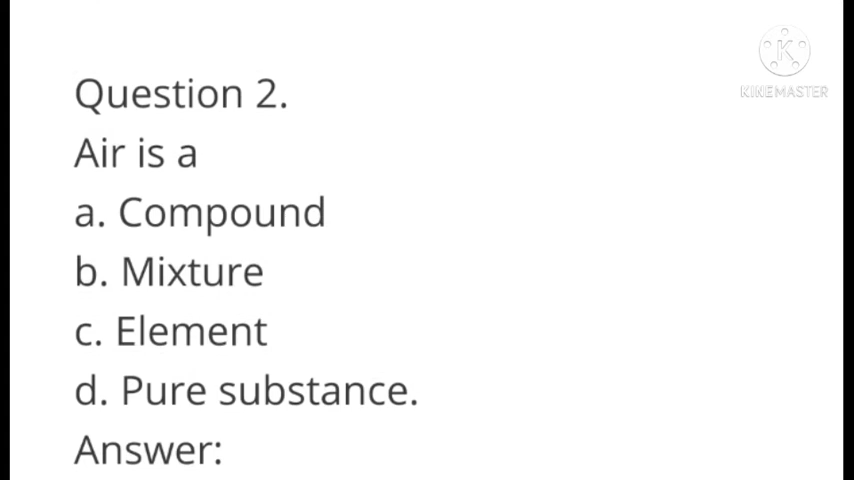 KINEMASTER
Question 2.
Air is a
a. Compound
b. Mixture
c. Element
d. Pure substance.
Answer: